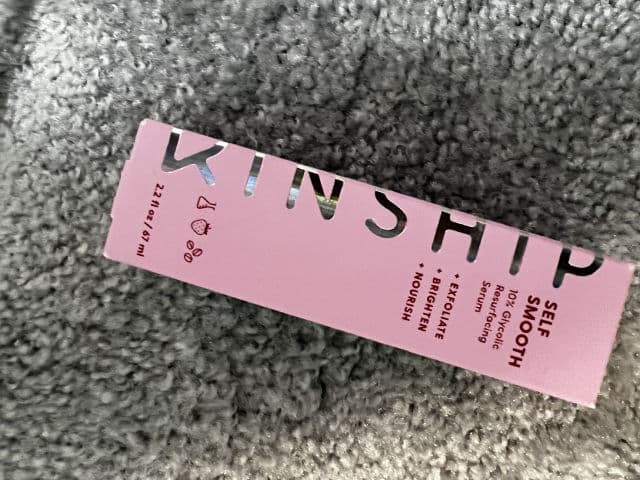 KINSHIP
SELF
SMOOTH
10% Glycolic
Resurfacing
Serum
+ EXFOLIATE
+ BRIGHTEN
+ NOURISH
2.2 fl oz / 67 ml